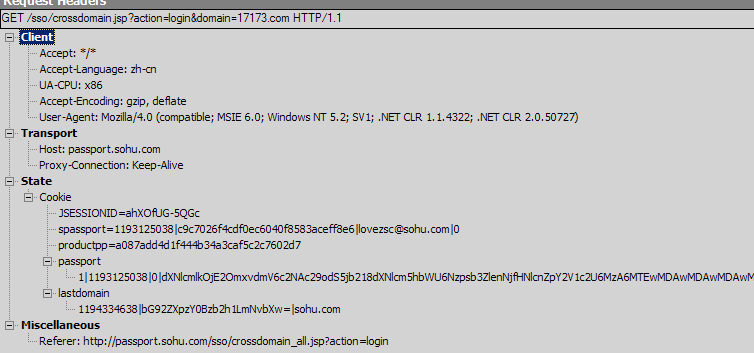 Request Headers
GET /sso/crossdomain.jsp?action=login&domain=17173.com HTTP/1.1
Client
Accept: */*
Accept-Language: zh-cn
UA-CPU: x86
Accept-Encoding: gzip, deflate
User-Agent: Mozilla/4.0 (compatible; MSIE 6.0; Windows NT 5.2; SV1; .NET CLR 1.1.4322; .NET CLR 2.0.50727)
Transport
Host: passport.sohu.com
Proxy-Connection: Keep-Alive
State
Cookie
JSESSIONID=ahXOfUG-5QGc
spassport=1193125038|c9c7026f4cdf0ec6040f8583aceff8e6|lovezsc@sohu.com|0
productpp=a087add4d1f444b34a3caf5c2c7602d7
passport
1|1193125038|0|dXNlcmlkOjE2OmxvdmV6c2NAc29odS5jb218dXNlcm5hbWU6Nzpsb3ZlenNjfHNlcnZpY2V1c2U6MzA6MTEwMDAwMDAwMDAwM
lastdomain
1194334638|bG92ZXpzY0Bzb2h1LmNvbXw=|sohu.com
Miscellaneous
Referer: http://passport.sohu.com/sso/crossdomain_all.jsp?action=login